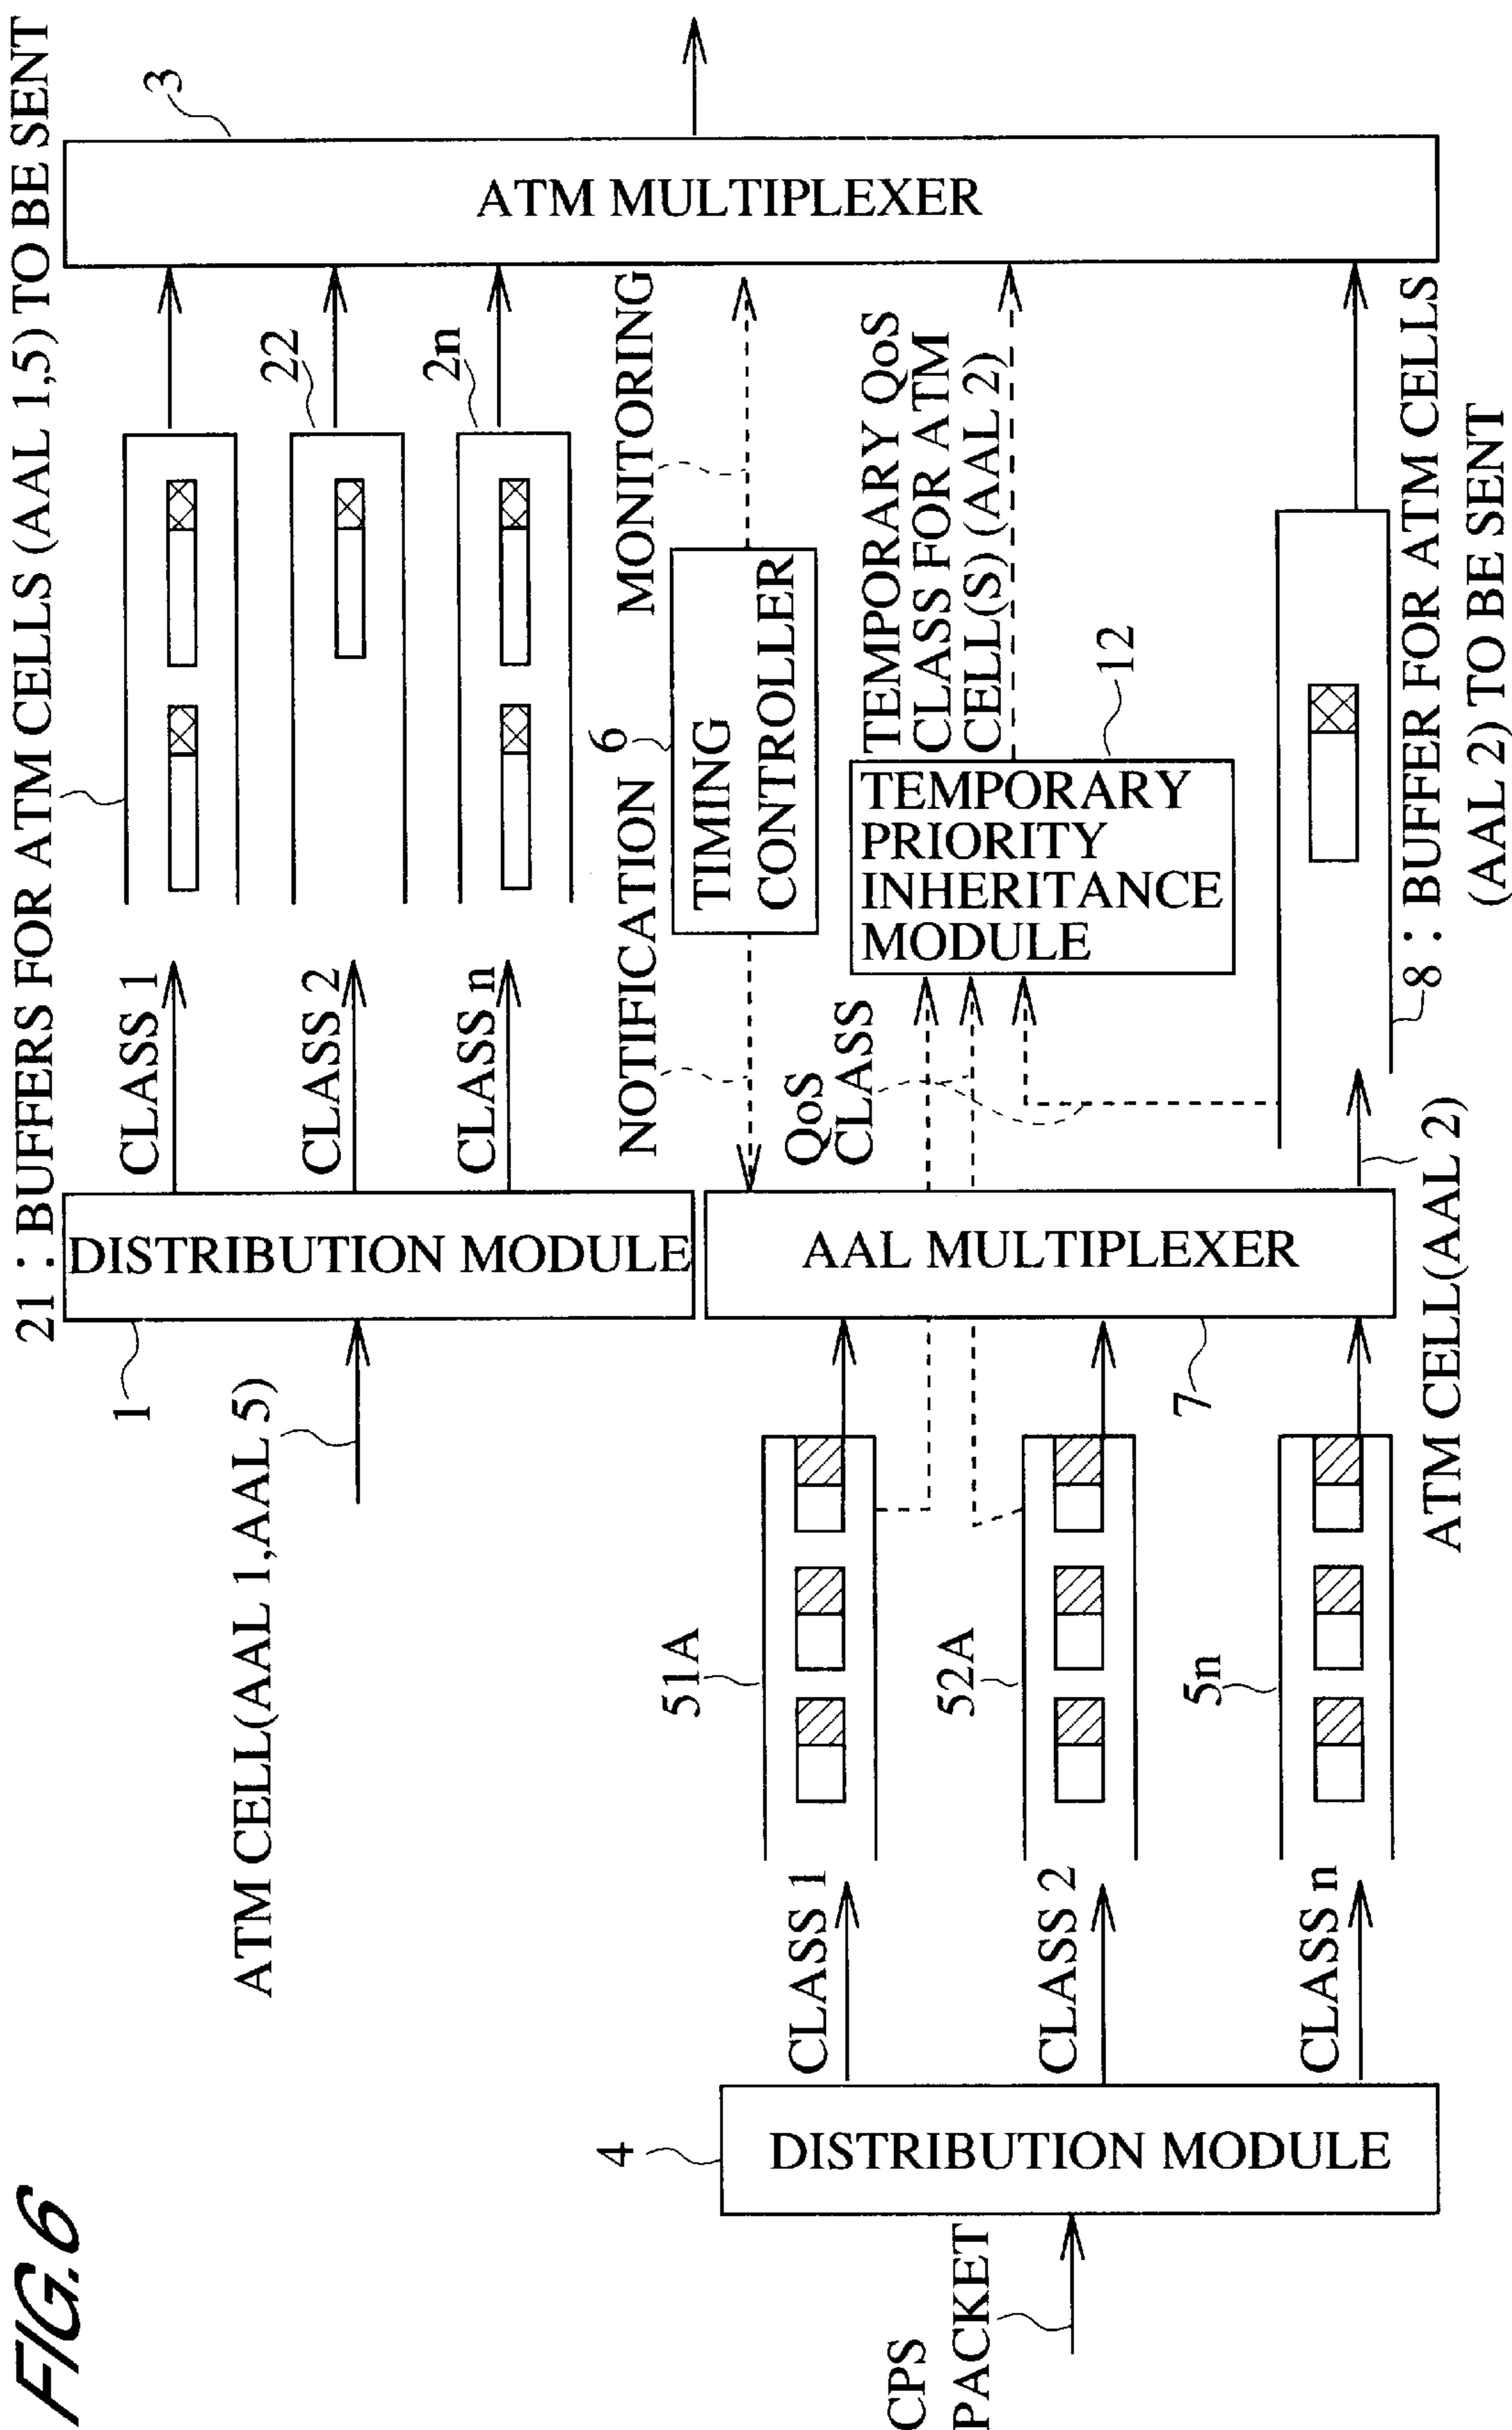 FIG.6
21 : BUFFERS FOR ATM CELLS (AAL 1,5) TO BE SENT
ATM CELL(AAL 1,AAL 5)
1
DISTRIBUTION MODULE
CLASS 1
CLASS 2
CLASS n
22
2n
3
ATM MULTIPLEXER
NOTIFICATION
6
TIMING
CONTROLLER
MONITORING
QoS
CLASS
TEMPORARY
PRIORITY
INHERITANCE
MODULE
12
TEMPORARY QoS
CLASS FOR ATM
CELL(S) (AAL 2)
CPS
PACKET
4
DISTRIBUTION MODULE
CLASS 1
CLASS 2
CLASS n
51A
52A
5n
AAL MULTIPLEXER
7
ATM CELL(AAL 2)
8 : BUFFER FOR ATM CELLS
(AAL 2) TO BE SENT